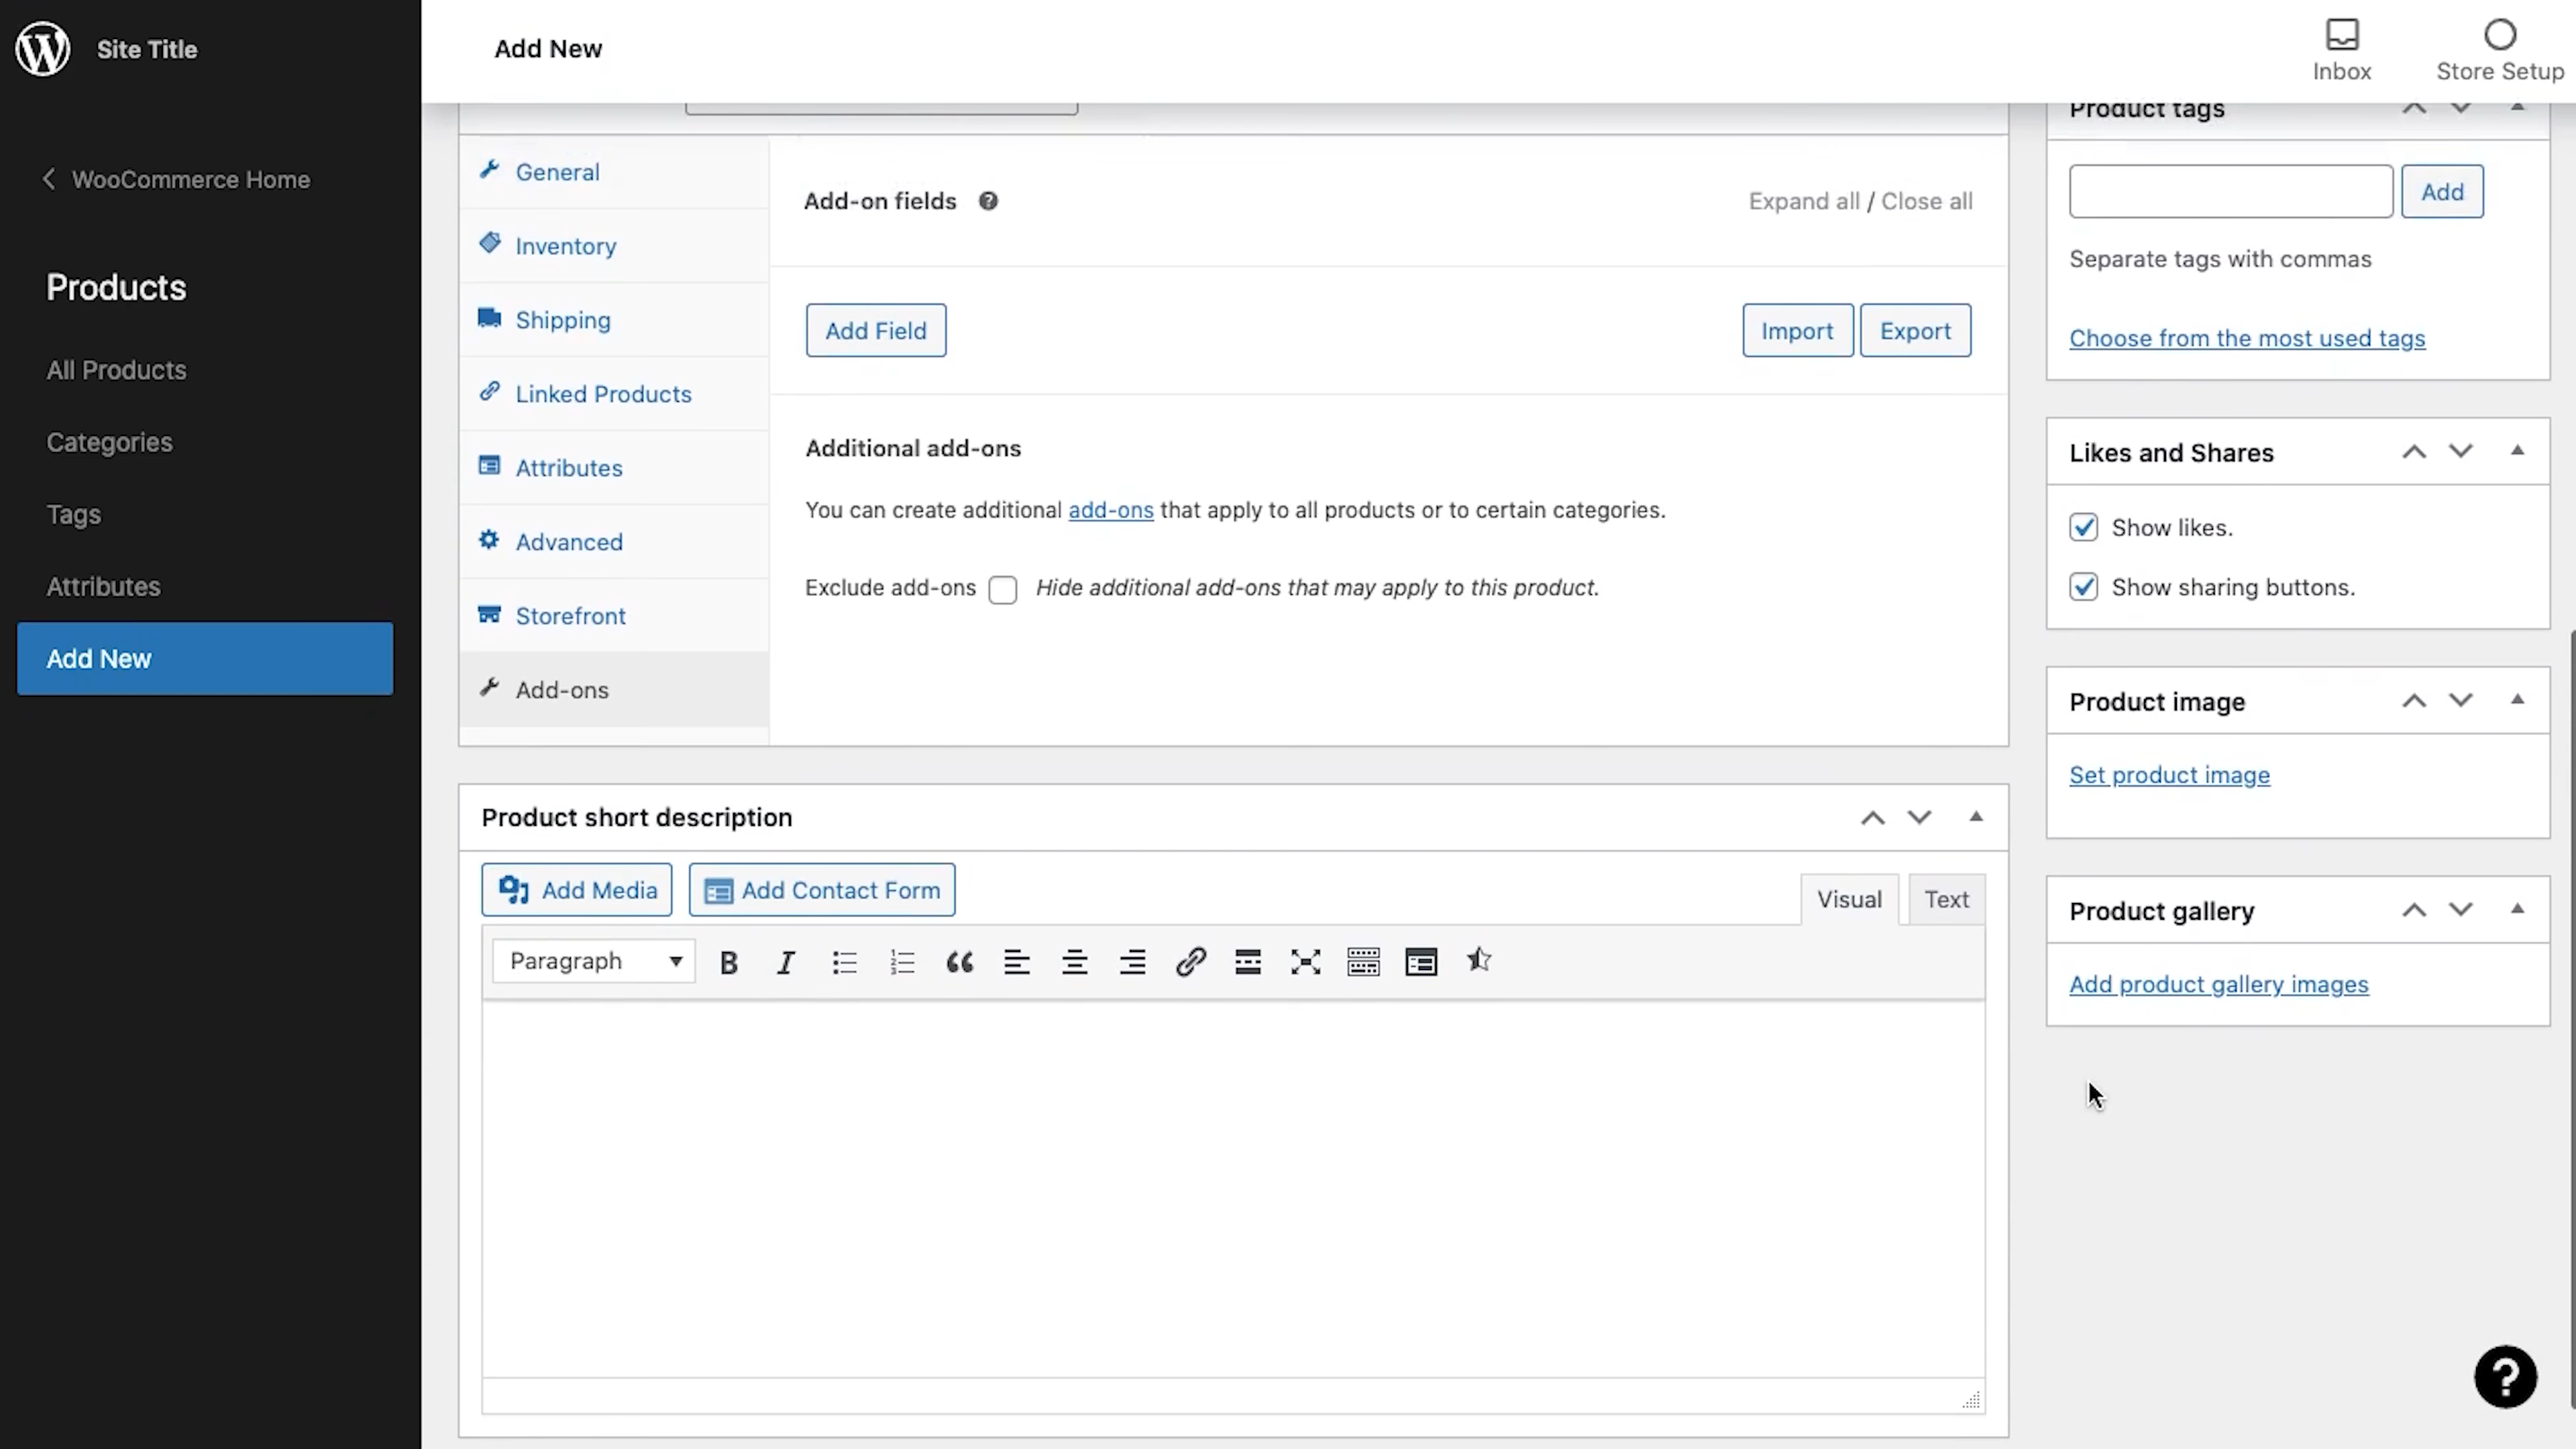 Site Title
Add New
Inbox
Store Setup
WooCommerce Home
Products
All Products
Categories
Tags
Attributes
Add New
General
Inventory
Shipping
Linked Products
Attributes
Advanced
Storefront
Add-ons
Add-on fields
Expand all / Close all
Add Field
Import
Export
Additional add-ons
You can create additional add-ons that apply to all products or to certain categories.
Exclude add-ons Hide additional add-ons that may apply to this product.
Product short description
Add Media
Add Contact Form
Visual
Text
Paragraph
Product tags
Add
Separate tags with commas
Choose from the most used tags
Likes and Shares
Show likes.
Show sharing buttons.
Product image
Set product image
Product gallery
Add product gallery images